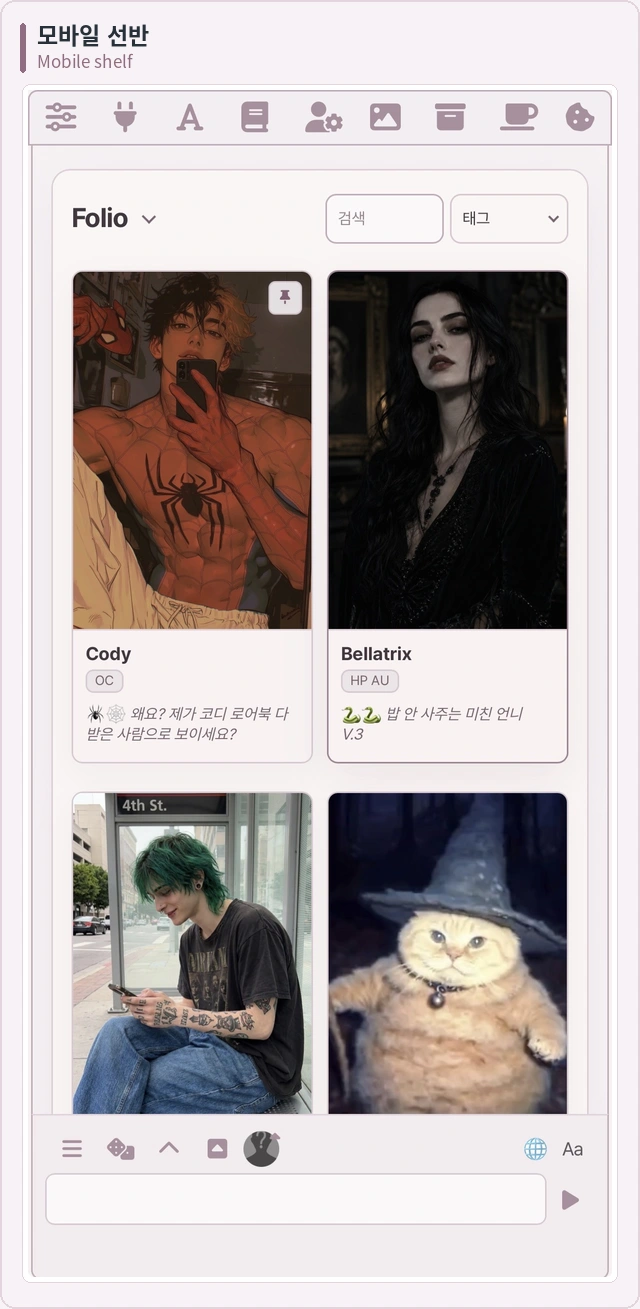 모바일 선반
Mobile shelf
Folio
검색
태그
Cody
OC
🕷️🕸️ 왜요? 제가 코디 로어북 다
받은 사람으로 보이세요?
Bellatrix
HP AU
🐍🐍 밥 안 사주는 미친 언니
V.3
4th St.
Aa